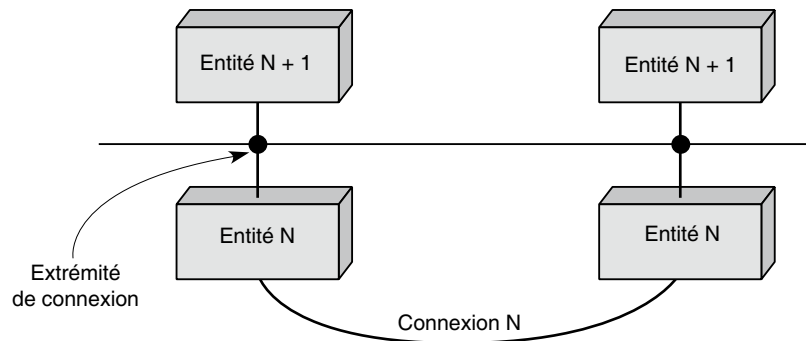 Entité N + 1
Entité N + 1
Entité N
Entité N
Extrémité
de connexion
Connexion N